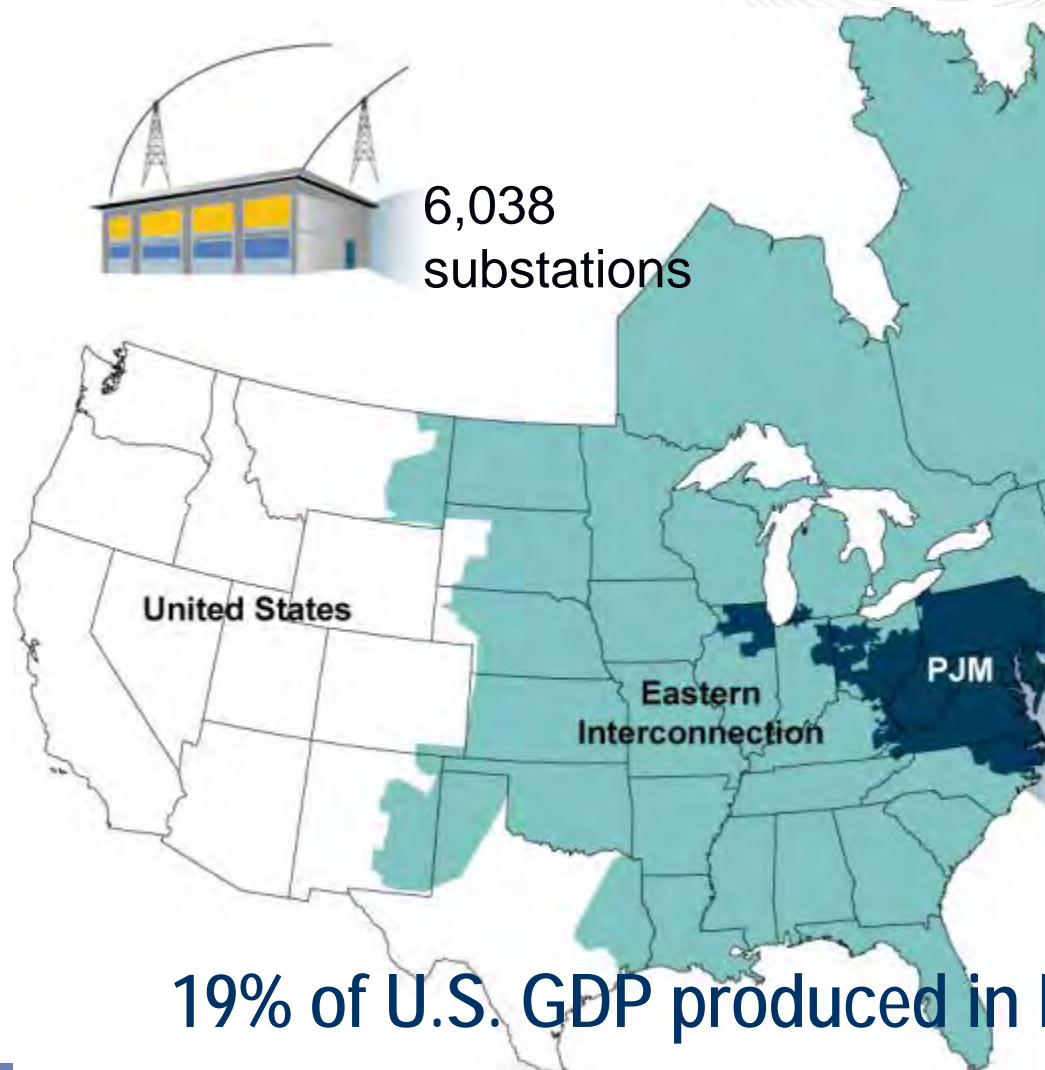 6,038
substations
United States
Eastern
Interconnection
PJM
19% of U.S. GDP produced in